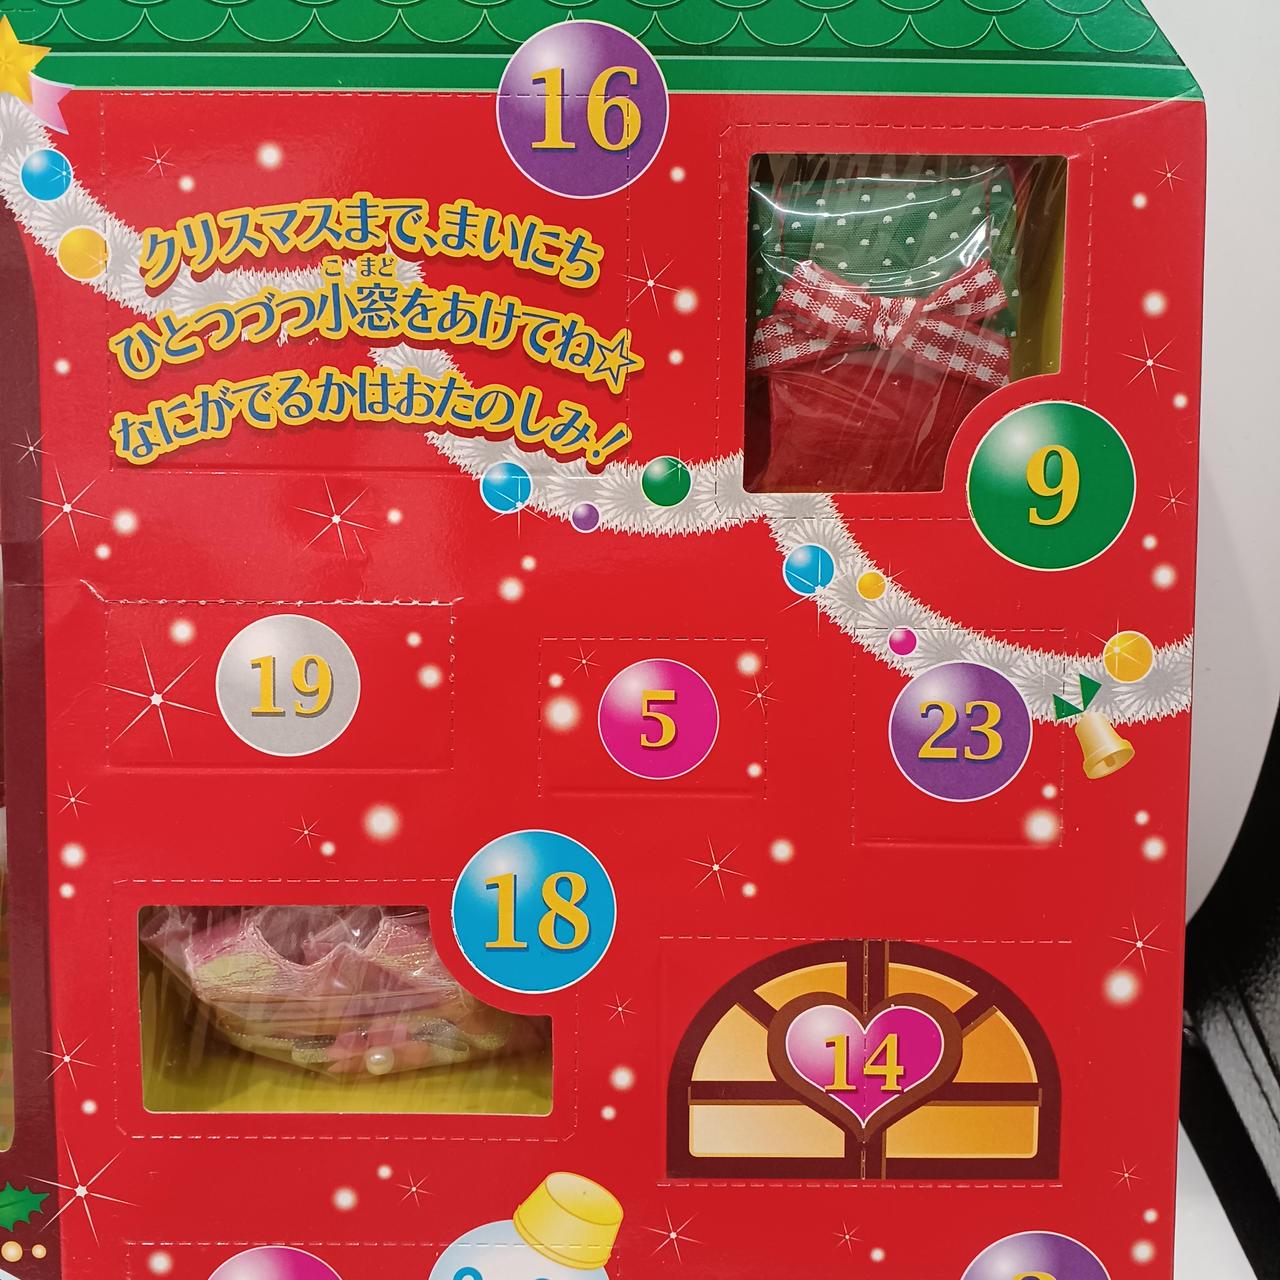 16
クリスマスまで、まいにち
こ まど
ひとつづつ小窓をあけてね☆
なにがでるかはおたのしみ!
9
19
5
23
18
14